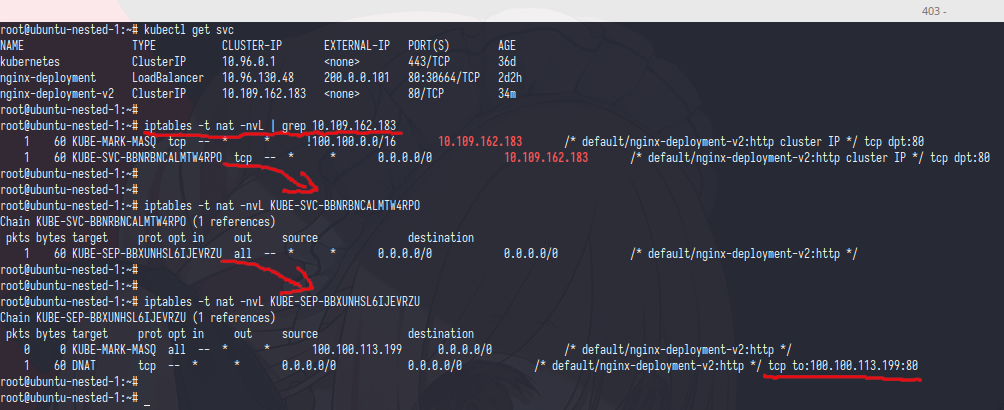 403 -
root@ubuntu-nested-1:~# kubectl get svc
NAME TYPE CLUSTER-IP EXTERNAL-IP PORT(S) AGE
kubernetes ClusterIP 10.96.0.1 <none> 443/TCP 36d
nginx-deployment LoadBalancer 10.96.130.48 200.0.0.101 80:30664/TCP 2d2h
nginx-deployment-v2 ClusterIP 10.109.162.183 <none> 80/TCP 34m
root@ubuntu-nested-1:~#
root@ubuntu-nested-1:~# iptables -t nat -nvL | grep 10.109.162.183
1 60 KUBE-MARK-MASQ tcp -- * * !100.100.0.0/16 10.109.162.183 /* default/nginx-deployment-v2:http cluster IP */ tcp dpt:80
1 60 KUBE-SVC-BBNRBNCALMTW4RPO tcp -- * * 0.0.0.0/0 10.109.162.183 /* default/nginx-deployment-v2:http cluster IP */ tcp dpt:80
root@ubuntu-nested-1:~#
root@ubuntu-nested-1:~#
root@ubuntu-nested-1:~# iptables -t nat -nvL KUBE-SVC-BBNRBNCALMTW4RPO
Chain KUBE-SVC-BBNRBNCALMTW4RPO (1 references)
pkts bytes target prot opt in out source destination
1 60 KUBE-SEP-BBXUNHSL6IJEVRZU all -- * * 0.0.0.0/0 0.0.0.0/0 /* default/nginx-deployment-v2:http */
root@ubuntu-nested-1:~#
root@ubuntu-nested-1:~#
root@ubuntu-nested-1:~# iptables -t nat -nvL KUBE-SEP-BBXUNHSL6IJEVRZU
Chain KUBE-SEP-BBXUNHSL6IJEVRZU (1 references)
pkts bytes target prot opt in out source destination
0 0 KUBE-MARK-MASQ all -- * * 100.100.113.199 0.0.0.0/0 /* default/nginx-deployment-v2:http */
1 60 DNAT tcp -- * * 0.0.0.0/0 0.0.0.0/0 /* default/nginx-deployment-v2:http */ tcp to:100.100.113.199:80
root@ubuntu-nested-1:~#
root@ubuntu-nested-1:~#
root@ubuntu-nested-1:~# _